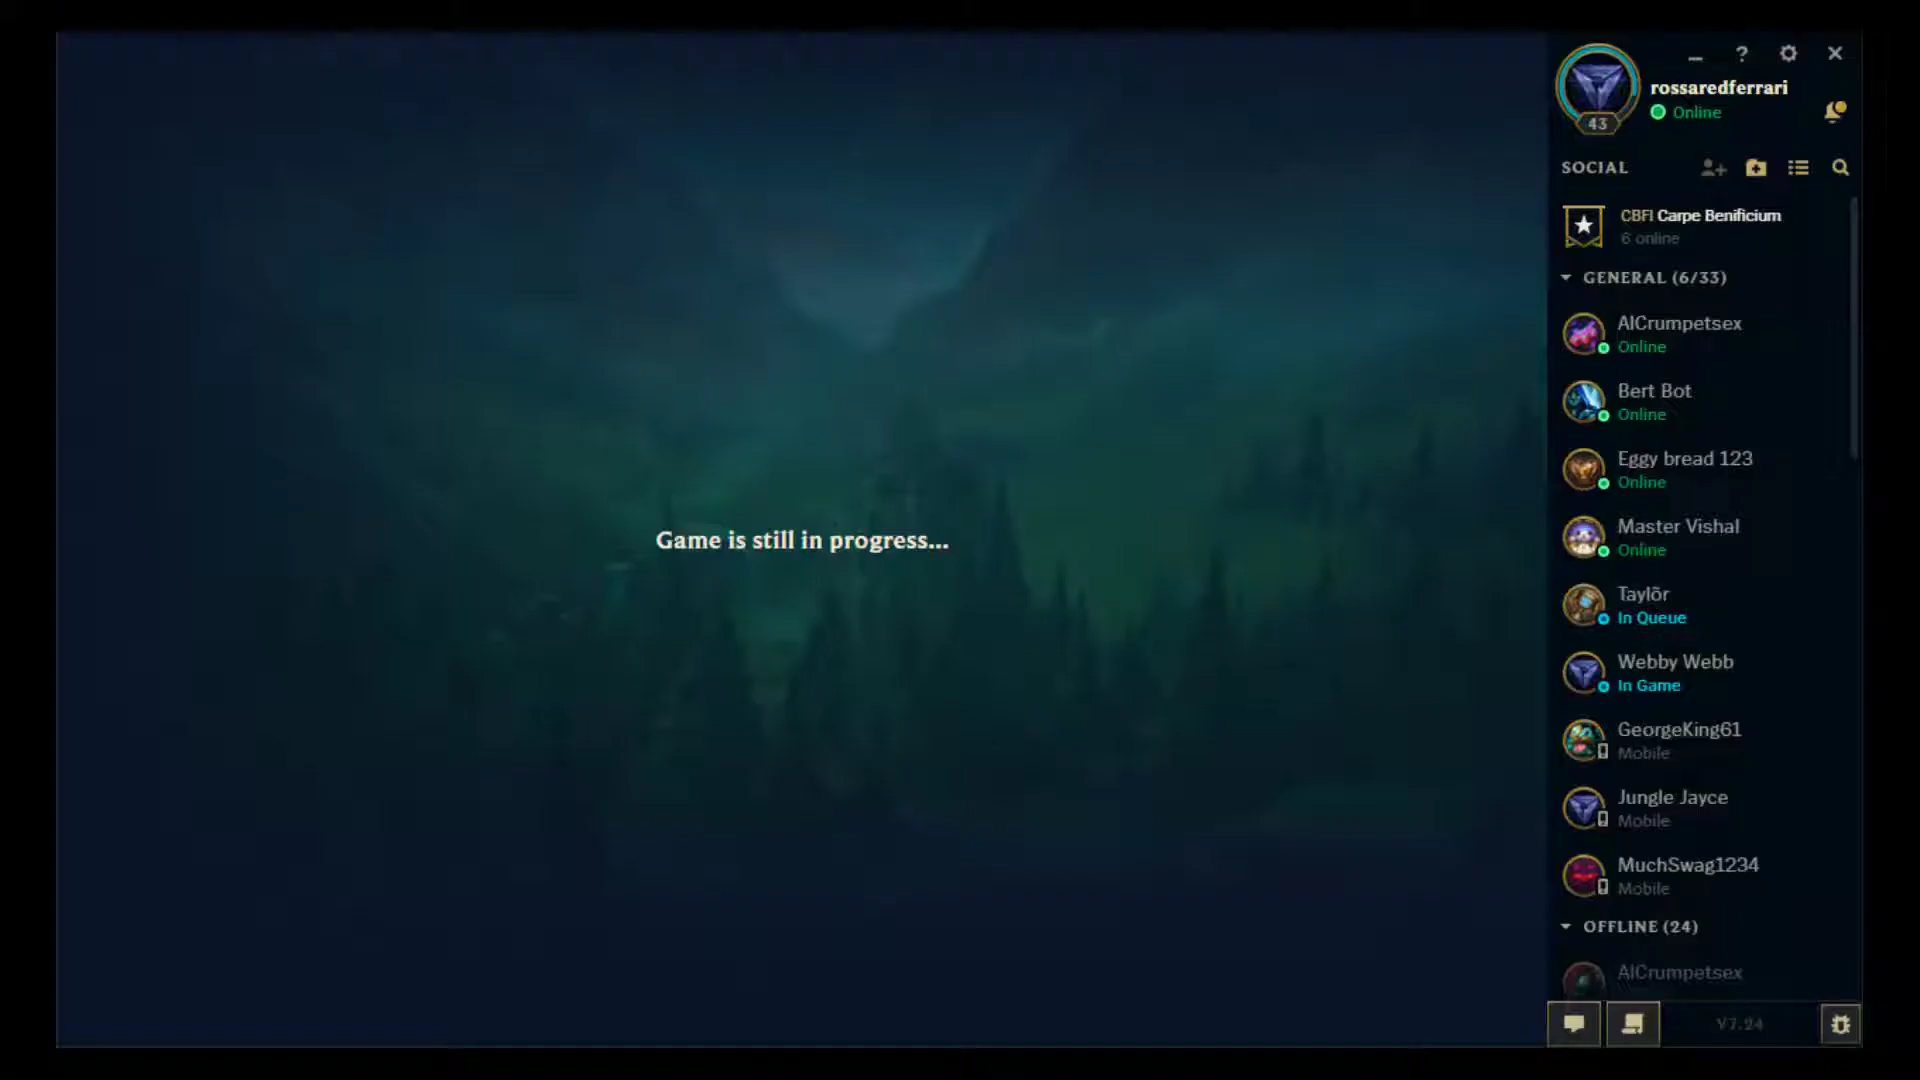 ?
rossaredferrari
Online
43
SOCIAL
CBFI Carpe Benificium
6 online
GENERAL (6/33)
AlCrumpetsex
Online
Bert Bot
Online
Eggy bread 123
Online
Master Vishal
Online
Taylõr
In Queue
Webby Webb
In Game
GeorgeKing61
Mobile
Jungle Jayce
Mobile
MuchSwag1234
Mobile
OFFLINE (24)
AlCrumpetsex
V7.24
Game is still in progress...